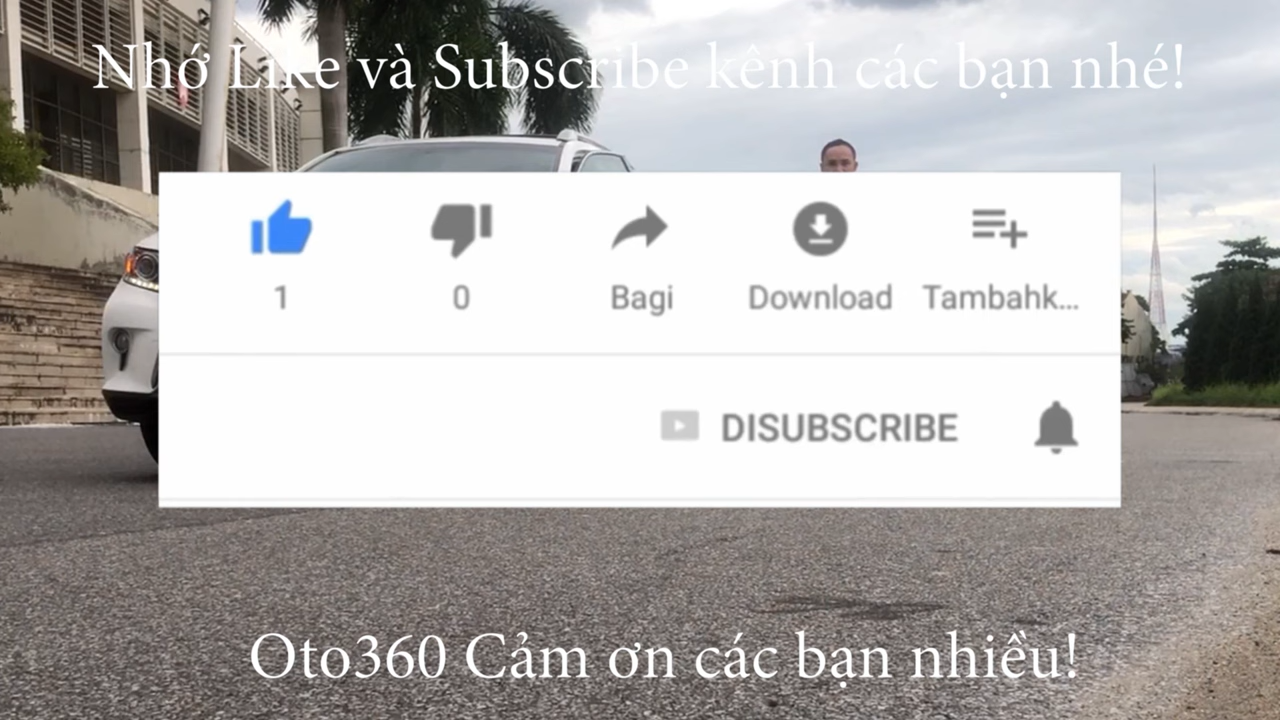 Nhớ Like và Subscribe kênh các bạn nhé!
1 0 Bagi Download Tambahk...
DISUBSCRIBE
Oto360 Cảm ơn các bạn nhiều!